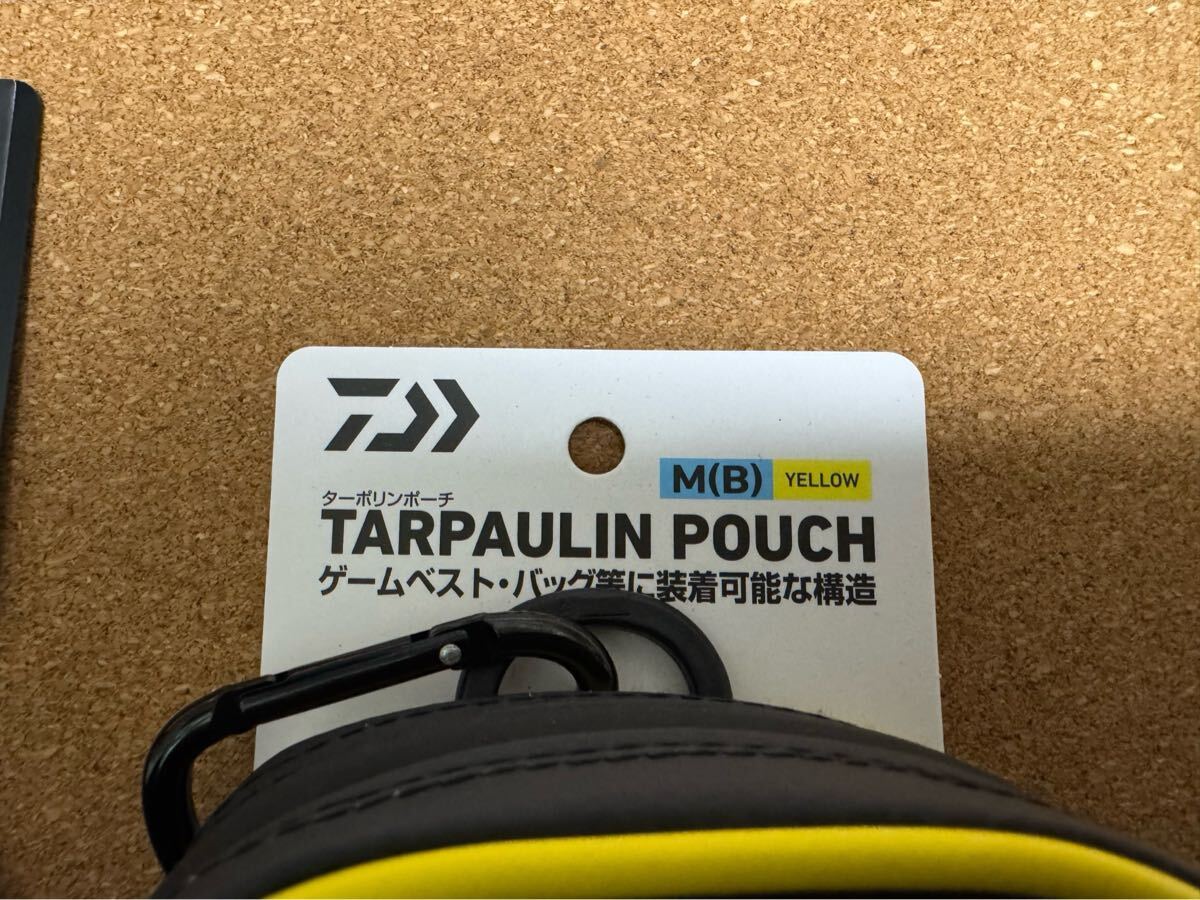 M(B) YELLOW
ターポリンポーチ
TARPAULIN POUCH
ゲームベスト・バッグ等に装着可能な構造